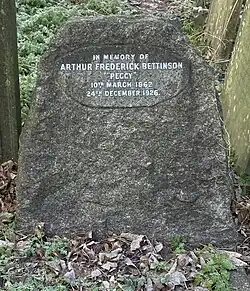 IN MEMORY OF
ARTHUR FREDERICK BETTINSON
"PEGGY"
10TH MARCH 1862
24TH DECEMBER 1926